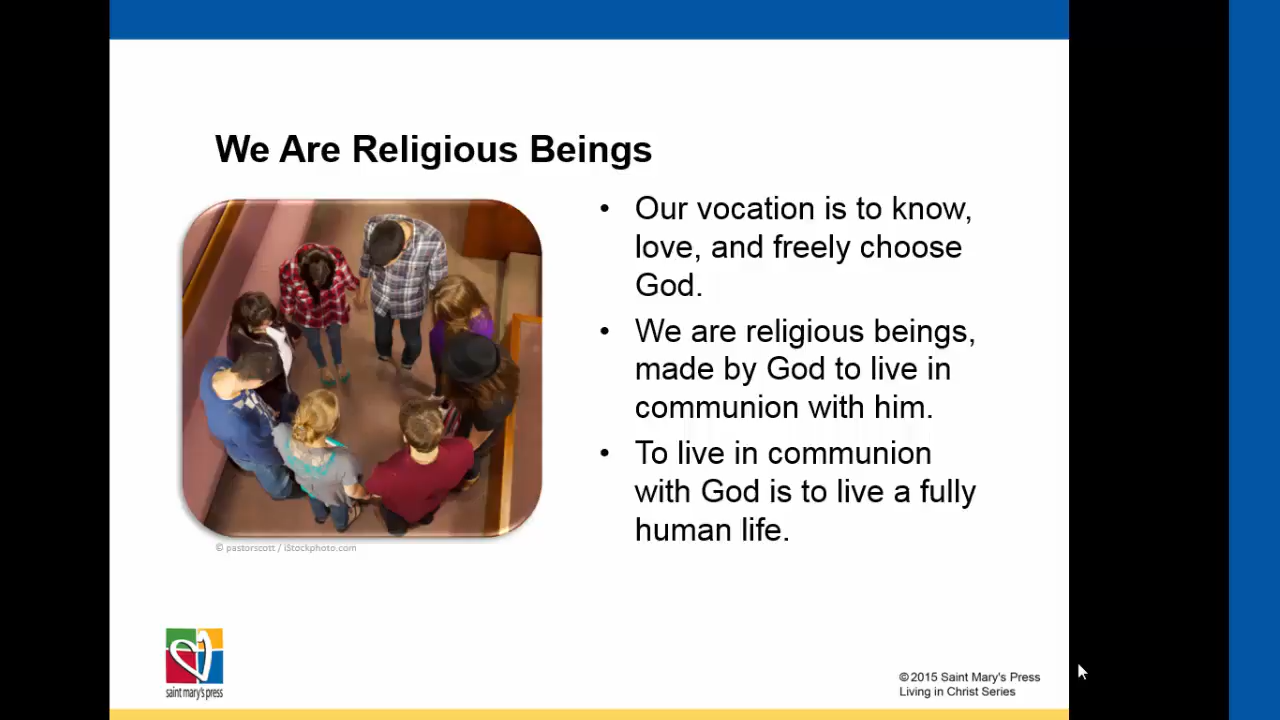 We Are Religious Beings
• Our vocation is to know,
love, and freely choose
God.
• We are religious beings,
made by God to live in
communion with him.
• To live in communion
with God is to live a fully
human life.
© pastorscott / iStockphoto.com
saint mary's press
©2015 Saint Mary's Press
Living in Christ Series